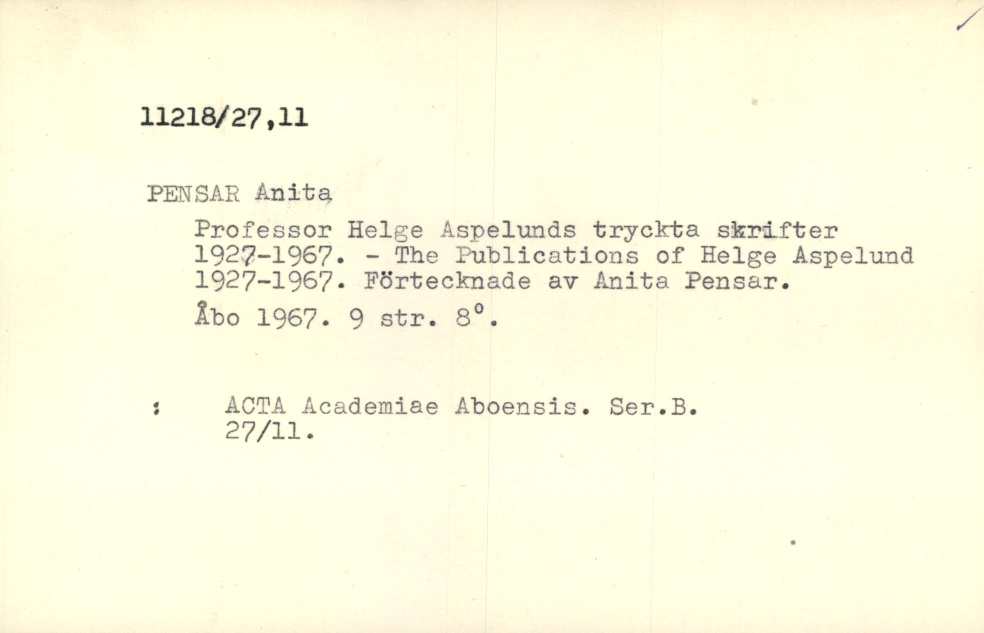 11218/27,11
PENSAR Anita
Professor Helge Aspelunds tryckta skrifter
1927-1967. - The Publications of Helge Aspelund
1927-1967. Förtecknade av Anita Pensar.
Åbo 1967. 9 str. 8°.
: ACTA Academiae Aboensis. Ser.B.
27/11.